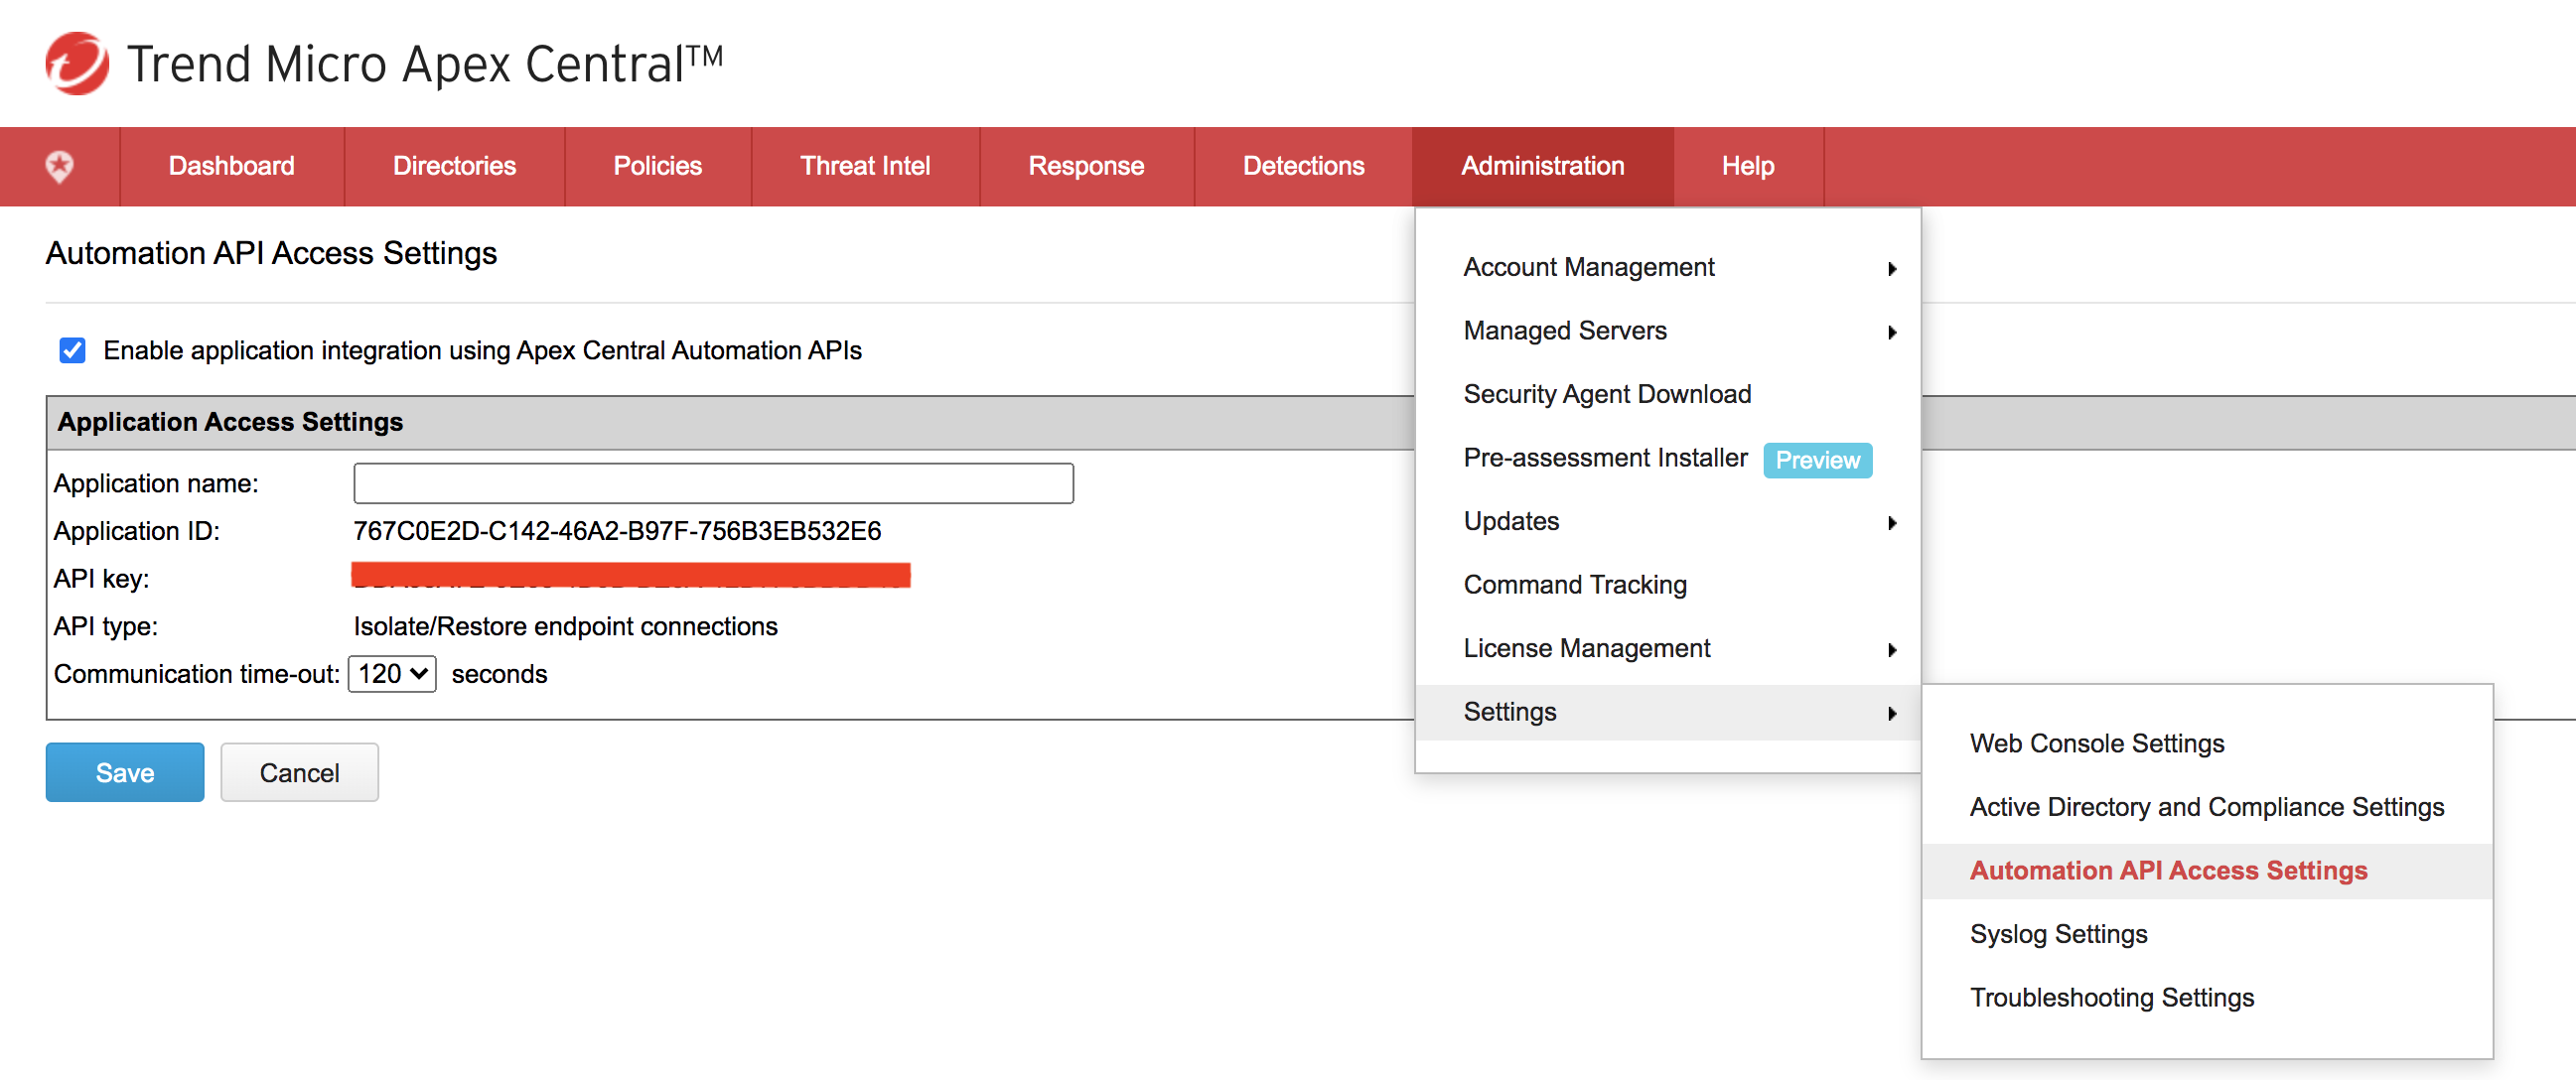 Trend Micro Apex Central™
Dashboard
Directories
Policies
Threat Intel
Response
Detections
Administration
Help
Automation API Access Settings
Enable application integration using Apex Central Automation APIs
Application Access Settings
Application name:
Application ID: 767C0E2D-C142-46A2-B97F-756B3EB532E6
API key:
API type: Isolate/Restore endpoint connections
Communication time-out: 120 seconds
Save
Cancel
Account Management
Managed Servers
Security Agent Download
Pre-assessment Installer Preview
Updates
Command Tracking
License Management
Settings
Web Console Settings
Active Directory and Compliance Settings
Automation API Access Settings
Syslog Settings
Troubleshooting Settings